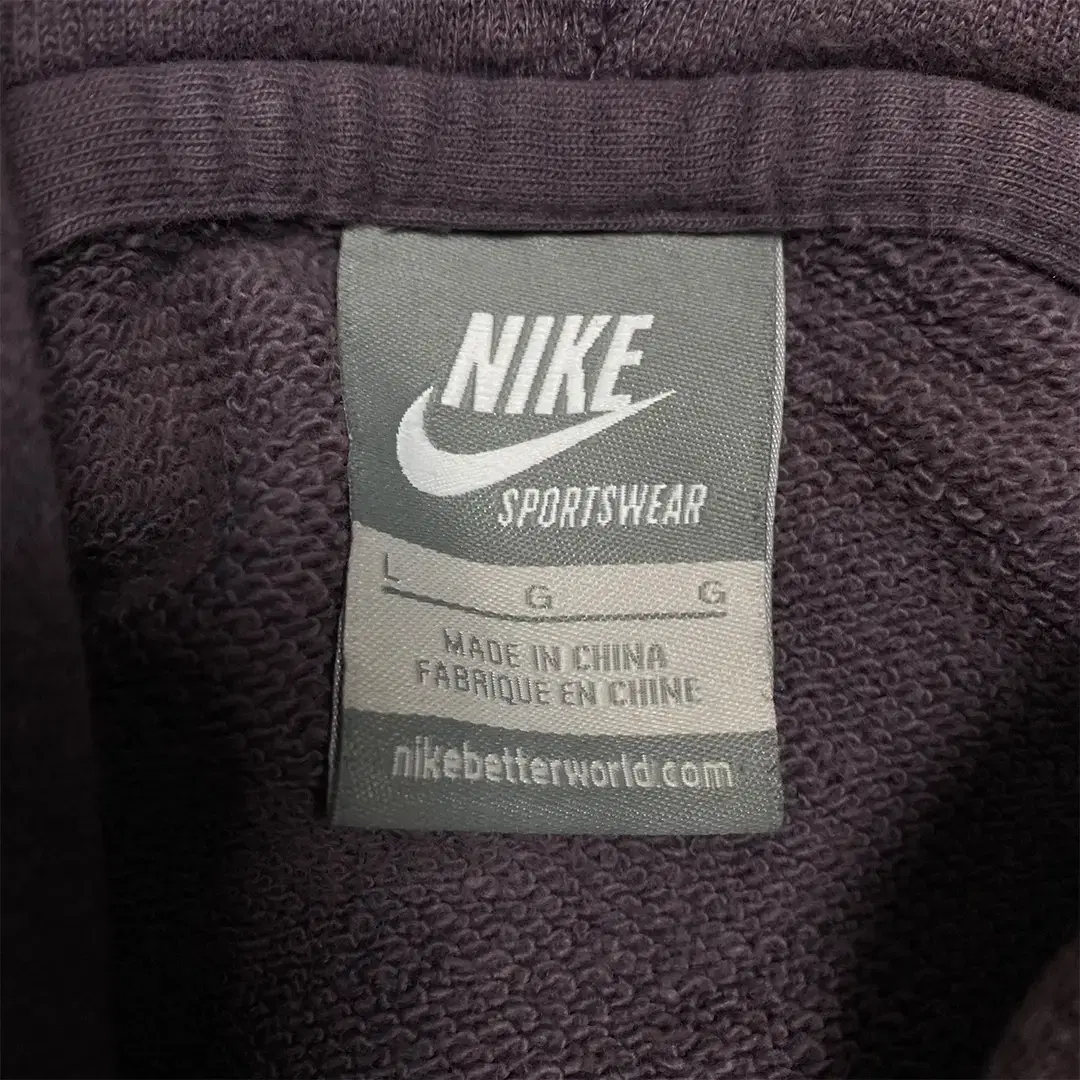 NIKE
SPORTSWEAR
L G G
MADE IN CHINA
FABRIQUE EN CHINE
nikebetterworld.com